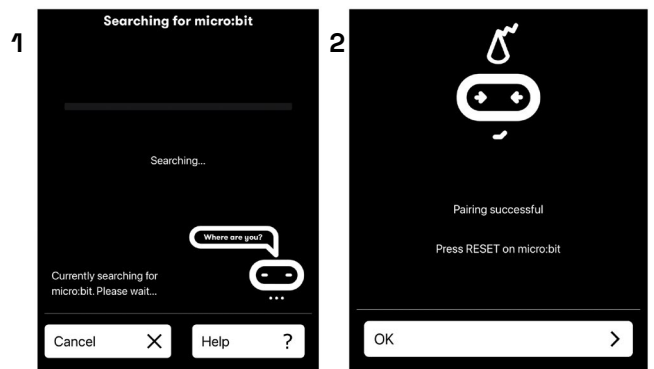 1
Searching for micro:bit
Searching...
Where are you?
Currently searching for
micro:bit. Please wait...
Cancel
Help ?
2
Pairing successful
Press RESET on micro:bit
OK